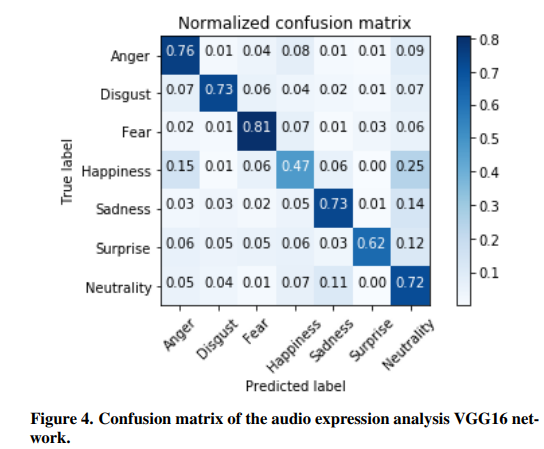 Normalized confusion matrix
True label
Anger 0.76 0.01 0.04 0.08 0.01 0.01 0.09
Disgust 0.07 0.73 0.06 0.04 0.02 0.01 0.07
Fear 0.02 0.01 0.81 0.07 0.01 0.03 0.06
Happiness 0.15 0.01 0.06 0.47 0.06 0.00 0.25
Sadness 0.03 0.03 0.02 0.05 0.73 0.01 0.14
Surprise 0.06 0.05 0.05 0.06 0.03 0.62 0.12
Neutrality 0.05 0.04 0.01 0.07 0.11 0.00 0.72
Anger Disgust Fear Happiness Sadness Surprise Neutrality
Predicted label
0.8
0.7
0.6
0.5
0.4
0.3
0.2
0.1
Figure 4. Confusion matrix of the audio expression analysis VGG16 net-
work.